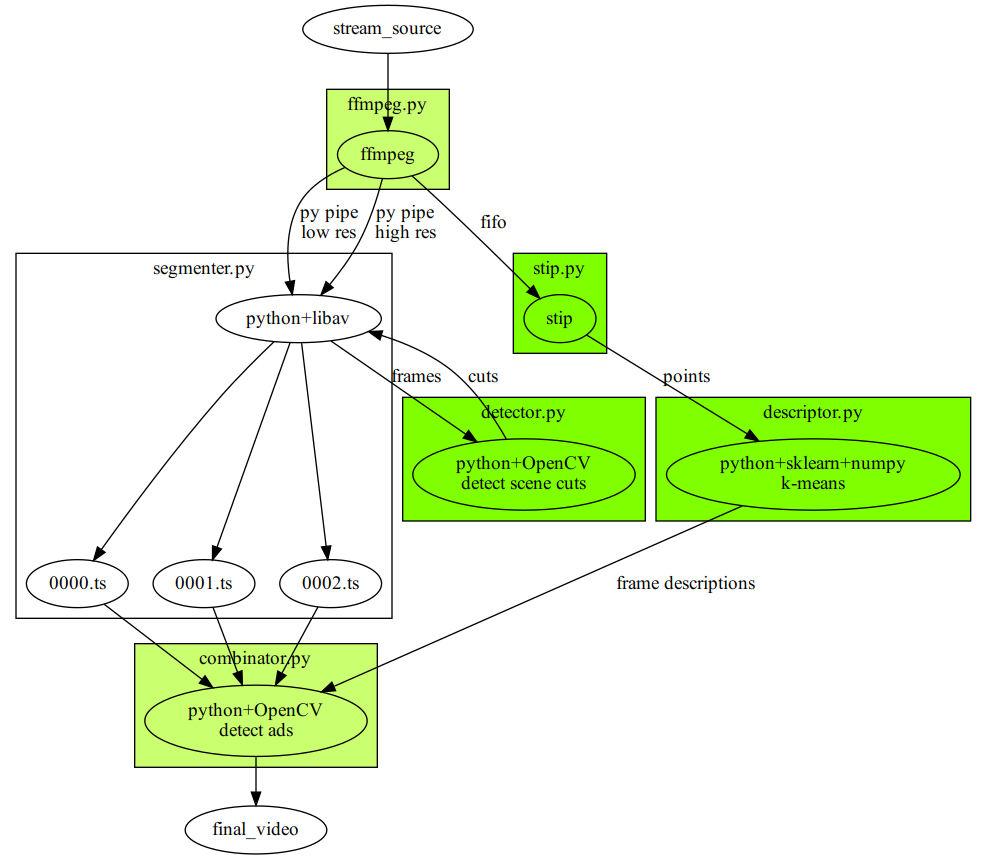 stream_source
ffmpeg.py
ffmpeg
py pipe
low res
py pipe
high res
fifo
segmenter.py
stip.py
python+libav
stip
frames
cuts
points
detector.py
descriptor.py
python+OpenCV
detect scene cuts
python+sklearn+numpy
k-means
0000.ts
0001.ts
0002.ts
frame descriptions
combinator.py
python+OpenCV
detect ads
final_video